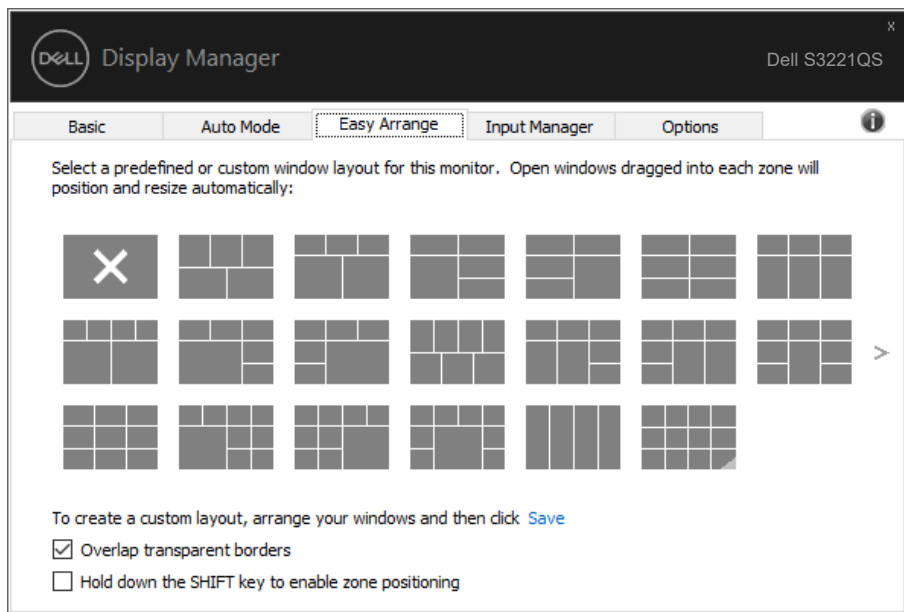 x
DELL
Display Manager
Dell S3221QS
Basic
Auto Mode
Easy Arrange
Input Manager
Options
i
Select a predefined or custom window layout for this monitor. Open windows dragged into each zone will
position and resize automatically:
>
To create a custom layout, arrange your windows and then click Save
Overlap transparent borders
Hold down the SHIFT key to enable zone positioning